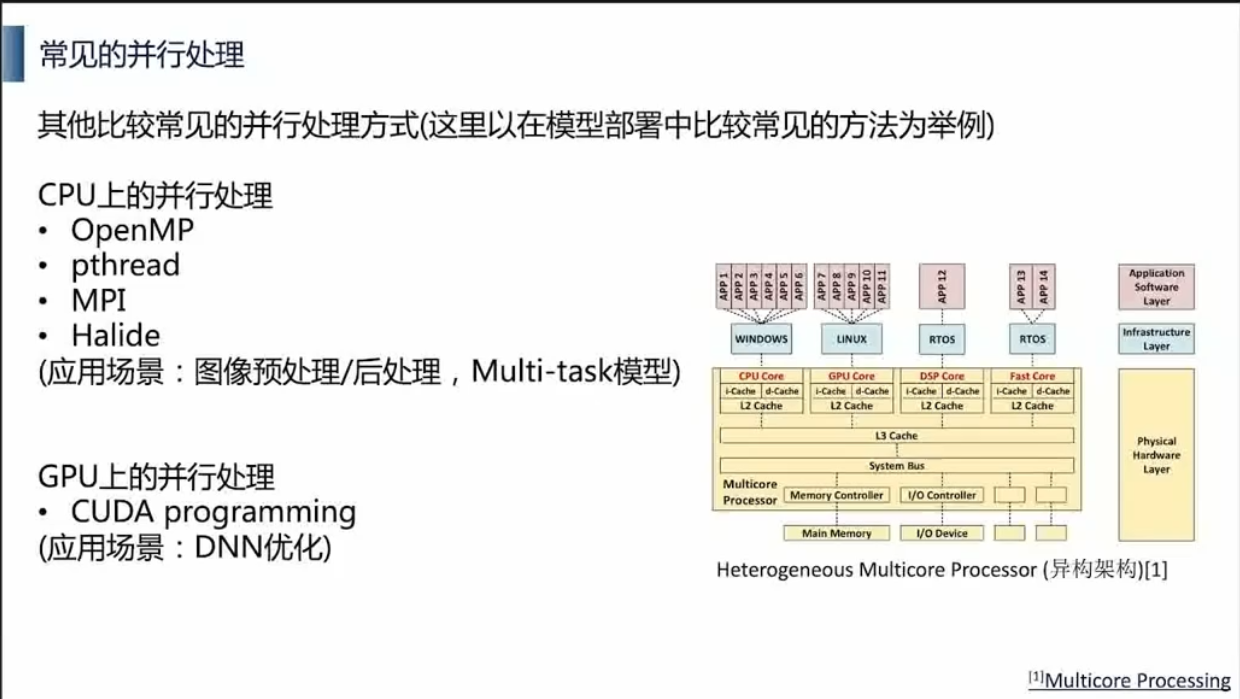 常见的并行处理
其他比较常见的并行处理方式(这里以在模型部署中比较常见的方法为举例)
CPU上的并行处理
• OpenMP
• pthread
• MPI
• Halide
(应用场景：图像预处理/后处理，Multi-task模型)
GPU上的并行处理
• CUDA programming
(应用场景：DNN优化)
APP 1 APP 2 APP 3 APP 4 APP 5 APP 6 APP 7 APP 8 APP 9 APP 10 APP 11 APP 12 APP 13 APP 14
Application
Software
Layer
WINDOWS LINUX RTOS RTOS
Infrastructure
Layer
CPU Core GPU Core DSP Core Fast Core
i-Cache d-Cache i-Cache d-Cache i-Cache d-Cache i-Cache d-Cache
L2 Cache L2 Cache L2 Cache L2 Cache
L3 Cache
System Bus
Multicore
Processor
Memory Controller I/O Controller
Main Memory I/O Device
Physical
Hardware
Layer
Heterogeneous Multicore Processor (异构架构)[1]
[1]Multicore Processing